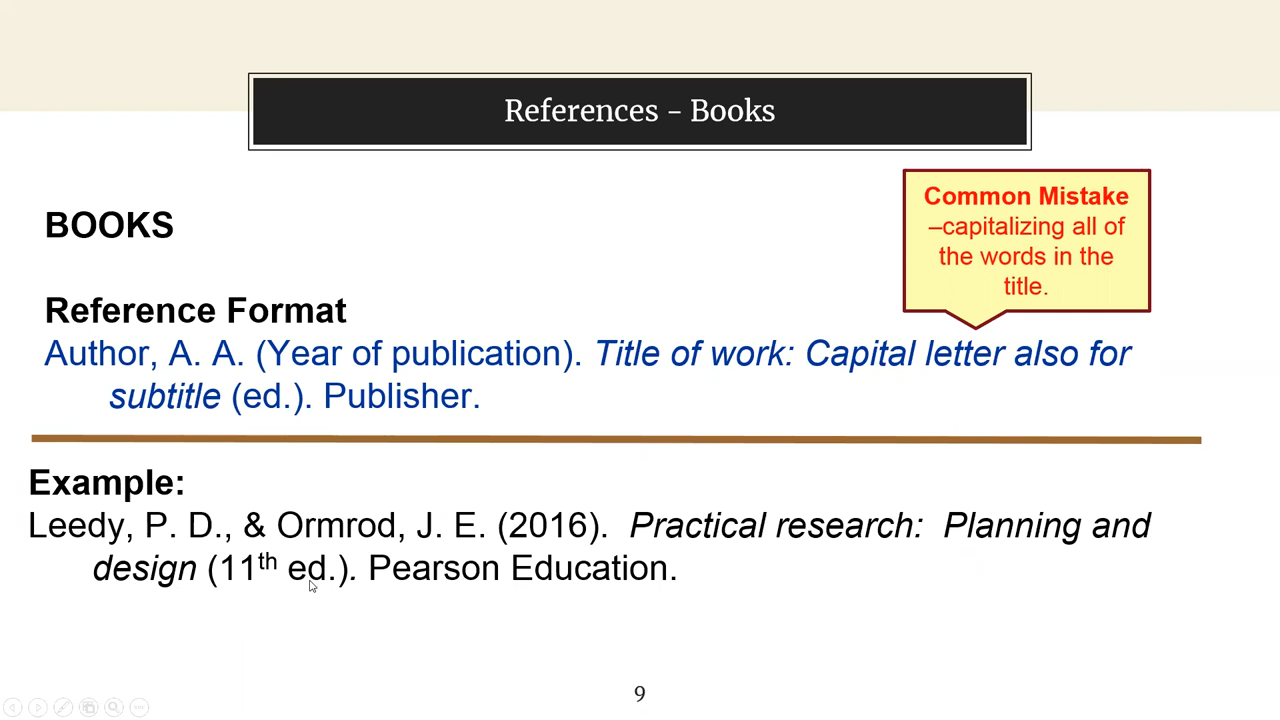 References – Books
Common Mistake
–capitalizing all of
the words in the
title.
BOOKS
Reference Format
Author, A. A. (Year of publication). Title of work: Capital letter also for
subtitle (ed.). Publisher.
Example:
Leedy, P. D., & Ormrod, J. E. (2016).  Practical research:  Planning and
design (11th ed.). Pearson Education.
9